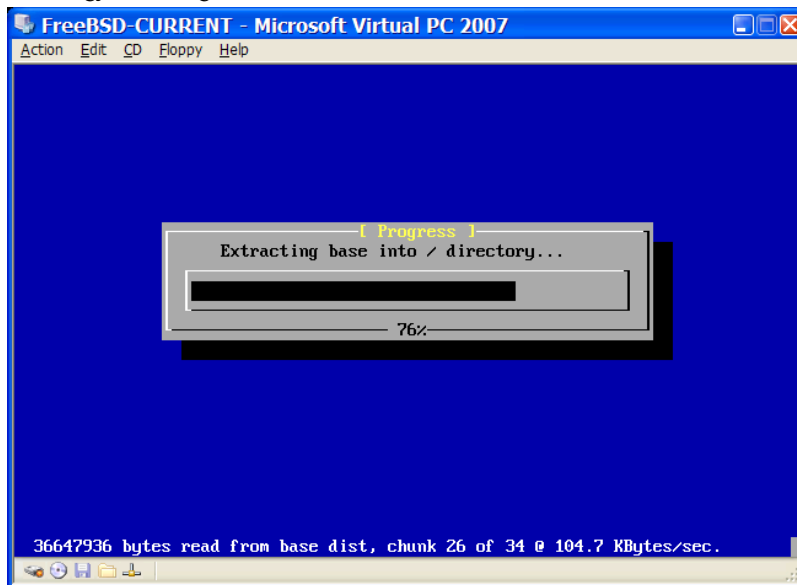 FreeBSD-CURRENT - Microsoft Virtual PC 2007
Action Edit CD Floppy Help
[ Progress ]
Extracting base into / directory...
76%
36647936 bytes read from base dist, chunk 26 of 34 @ 104.7 KBytes/sec.